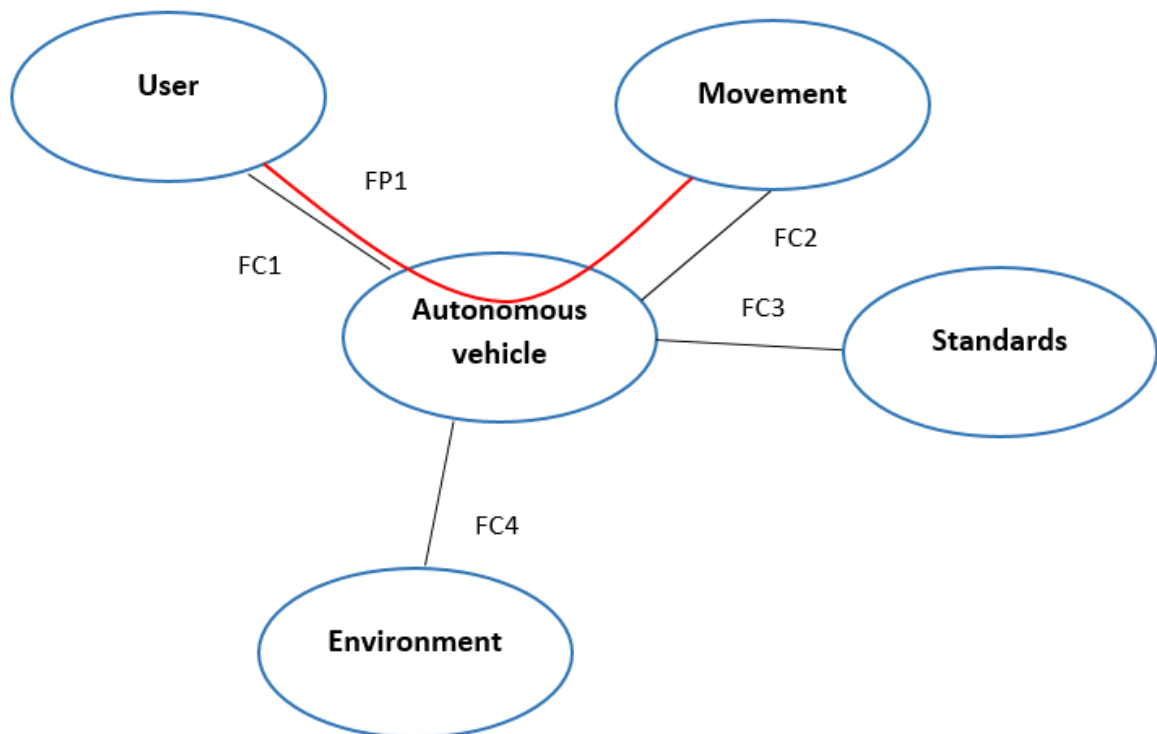 User
Movement
FP1
FC1
FC2
FC3
Autonomous
vehicle
Standards
FC4
Environment